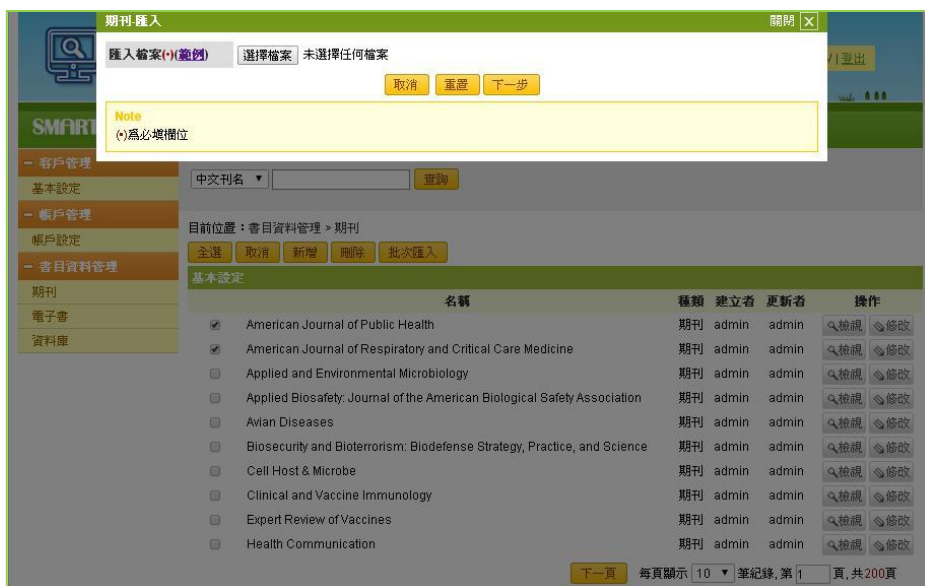 期刊-匯入
關閉 X
匯入檔案(*)(範例) 選擇檔案 未選擇任何檔案
取消 重置 下一步
Note
(*)為必填欄位
| 登出
SMART
客戶管理
基本設定
帳戶管理
帳戶設定
書目資料管理
期刊
電子書
資料庫
中文刊名 查詢
目前位置：書目資料管理 > 期刊
全選 取消 新增 刪除 批次匯入
基本設定
名稱 種類 建立者 更新者 操作
American Journal of Public Health 期刊 admin admin 檢視 修改
American Journal of Respiratory and Critical Care Medicine 期刊 admin admin 檢視 修改
Applied and Environmental Microbiology 期刊 admin admin 檢視 修改
Applied Biosafety: Journal of the American Biological Safety Association 期刊 admin admin 檢視 修改
Avian Diseases 期刊 admin admin 檢視 修改
Biosecurity and Bioterrorism: Biodefense Strategy, Practice, and Science 期刊 admin admin 檢視 修改
Cell Host & Microbe 期刊 admin admin 檢視 修改
Clinical and Vaccine Immunology 期刊 admin admin 檢視 修改
Expert Review of Vaccines 期刊 admin admin 檢視 修改
Health Communication 期刊 admin admin 檢視 修改
下一頁 每頁顯示 10 筆紀錄, 第 1 頁, 共200頁